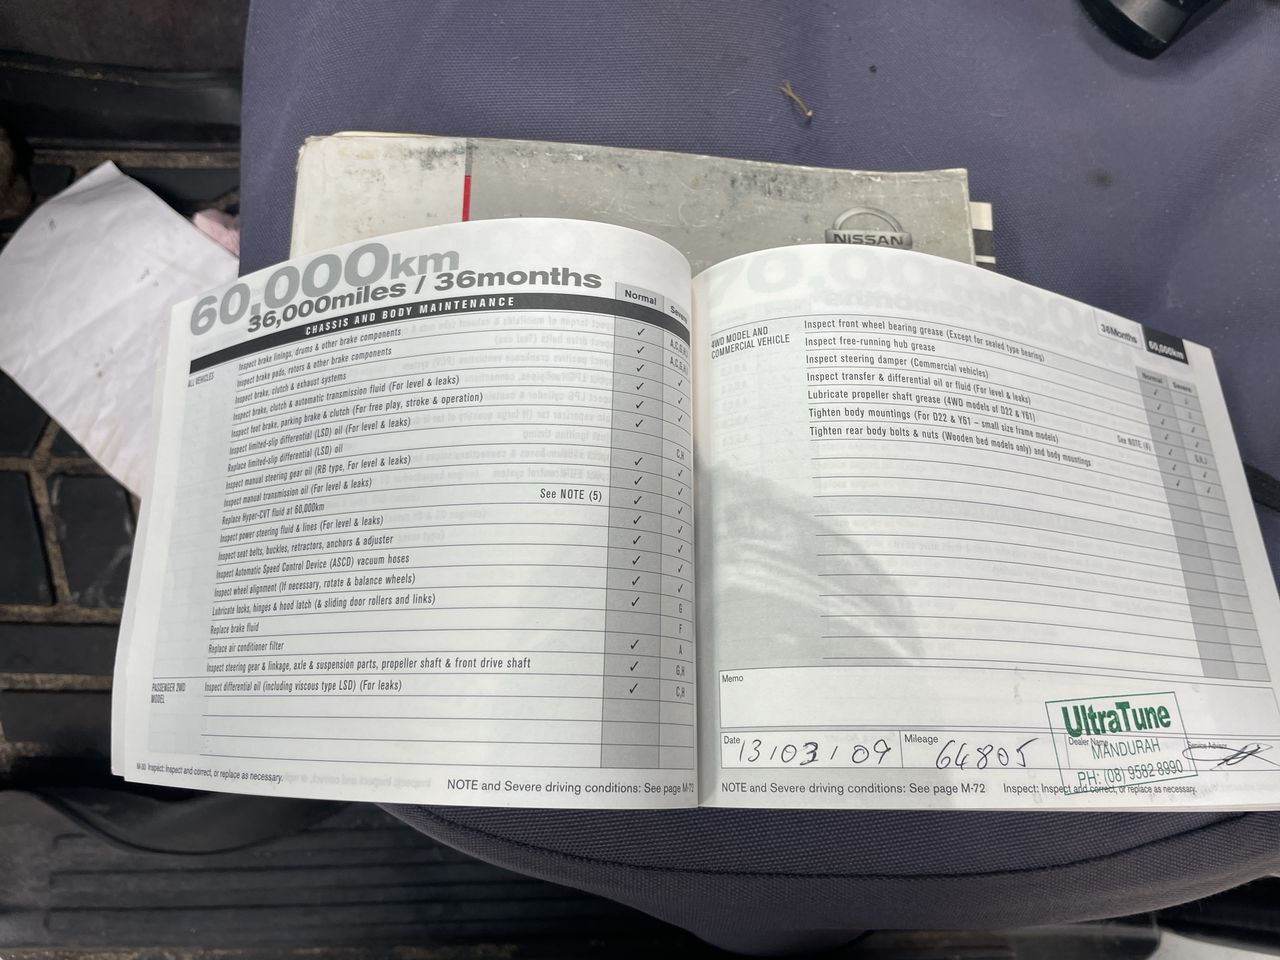 NISSAN
60,000km
36,000miles / 36months
CHASSIS AND BODY MAINTENANCE
Normal
Severe
ALL VEHICLES
Inspect brake linings, drums & other brake components
A,C,G,H,I
Inspect brake pads, rotors & other brake components
A,C,G,H,I
Inspect brake, clutch & exhaust systems
Inspect brake, clutch & automatic transmission fluid (For level & leaks)
Inspect foot brake, parking brake & clutch (For free play, stroke & operation)
Inspect limited-slip differential (LSD) oil (For level & leaks)
Replace limited-slip differential (LSD) oil
C,H
Inspect manual steering gear oil (RB type, For level & leaks)
Inspect manual transmission oil (For level & leaks)
Replace Hyper-CVT fluid at 60,000km
See NOTE (5)
Inspect power steering fluid & lines (For level & leaks)
Inspect seat belts, buckles, retractors, anchors & adjuster
Inspect Automatic Speed Control Device (ASCD) vacuum hoses
Inspect wheel alignment (If necessary, rotate & balance wheels)
Lubricate locks, hinges & hood latch (& sliding door rollers and links)
G
Replace brake fluid
F
Replace air conditioner filter
A
Inspect steering gear & linkage, axle & suspension parts, propeller shaft & front drive shaft
G,H
PASSENGER 2WD MODEL
Inspect differential oil (including viscous type LSD) (For leaks)
C,H
Inspect: Inspect and correct, or replace as necessary.
NOTE and Severe driving conditions: See page M-72
36Months
60,000km
Normal
Severe
4WD MODEL AND
COMMERCIAL VEHICLE
Inspect front wheel bearing grease (Except for sealed type bearing)
Inspect free-running hub grease
Inspect steering damper (Commercial vehicles)
Inspect transfer & differential oil or fluid (For level & leaks)
Lubricate propeller shaft grease (4WD models of D22 & Y61)
Tighten body mountings (For D22 & Y61 - small size frame models)
See NOTE (6)
Tighten rear body bolts & nuts (Wooden bed models only) and body mountings
Memo
Date 13/03/09
Mileage 64805
Dealer Name
Service Advisor
UltraTune
MANDURAH
PH: (08) 9582 8990
NOTE and Severe driving conditions: See page M-72
Inspect: Inspect and correct, or replace as necessary.